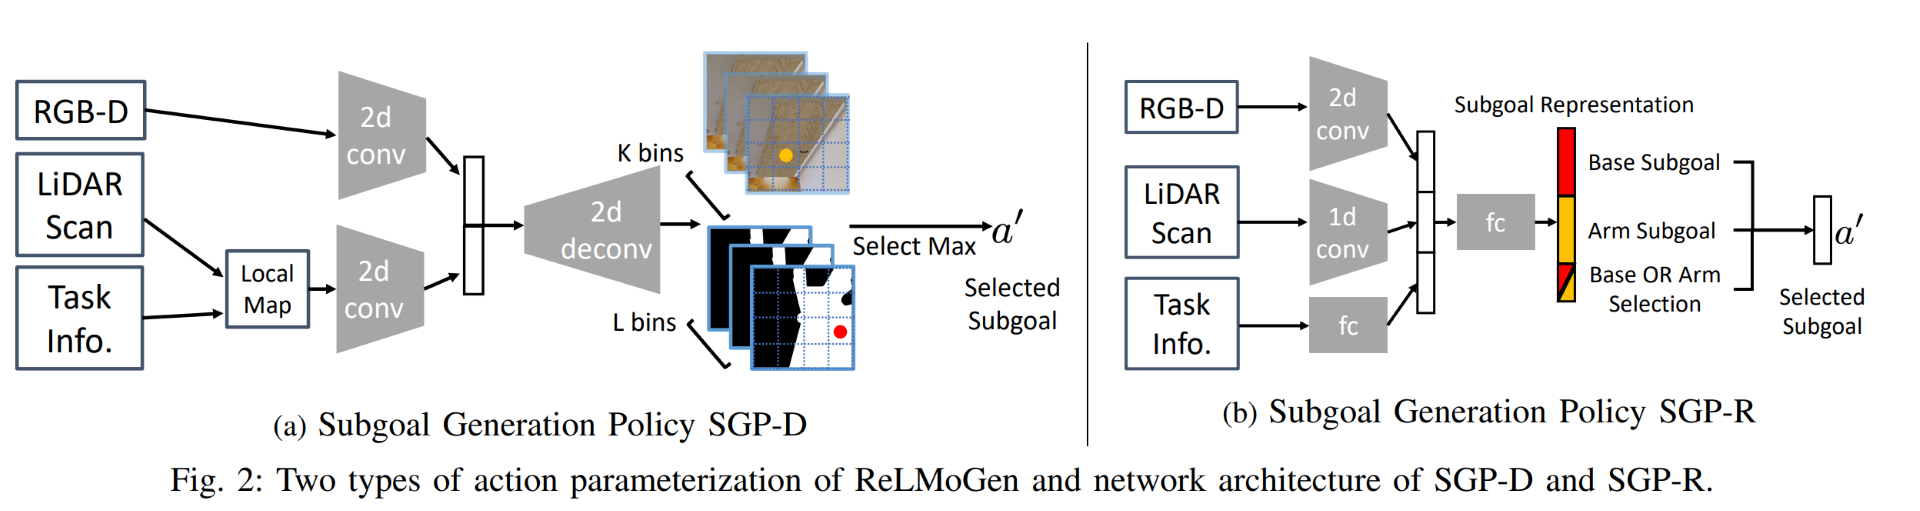 RGB-D
LiDAR
Scan
Task
Info.
Local
Map
2d
conv
2d
conv
2d
deconv
K bins
L bins
Select Max
a′
Selected
Subgoal
(a) Subgoal Generation Policy SGP-D
RGB-D
LiDAR
Scan
Task
Info.
2d
conv
1d
conv
fc
fc
Subgoal Representation
Base Subgoal
Arm Subgoal
Base OR Arm
Selection
a′
Selected
Subgoal
(b) Subgoal Generation Policy SGP-R
Fig. 2: Two types of action parameterization of ReLMoGen and network architecture of SGP-D and SGP-R.